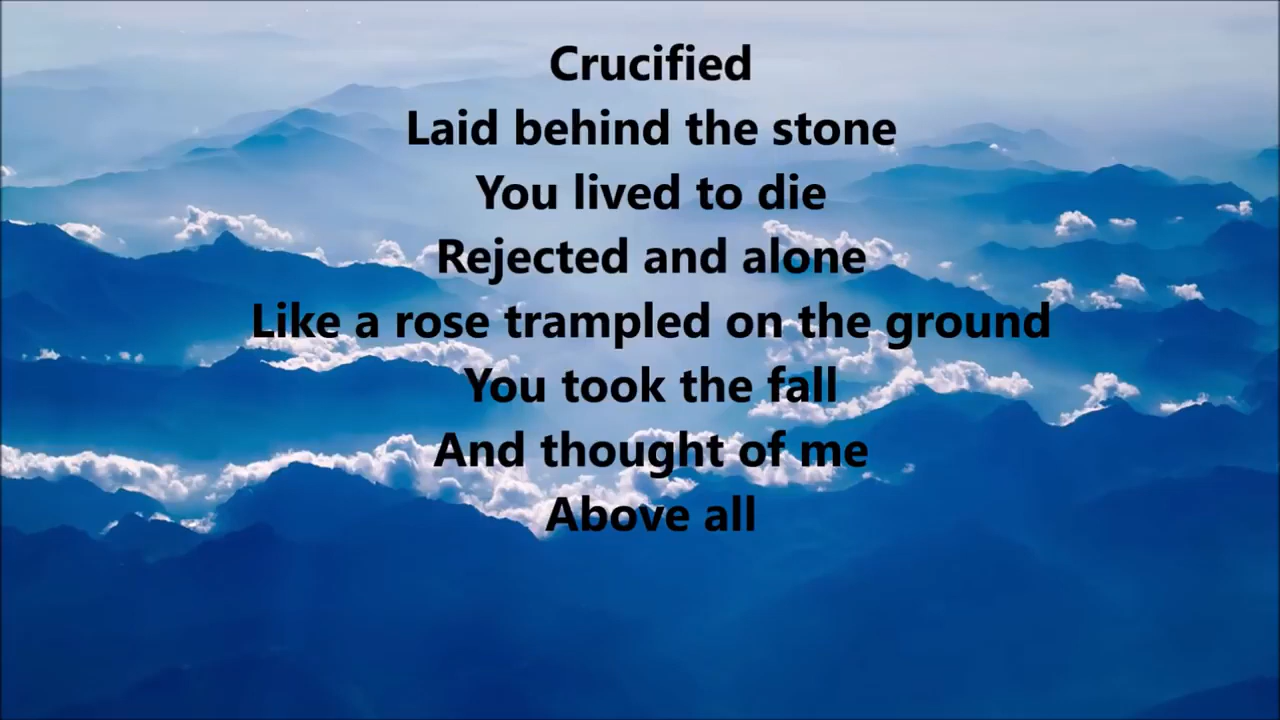 Crucified
Laid behind the stone
You lived to die
Rejected and alone
Like a rose trampled on the ground
You took the fall
And thought of me
Above all